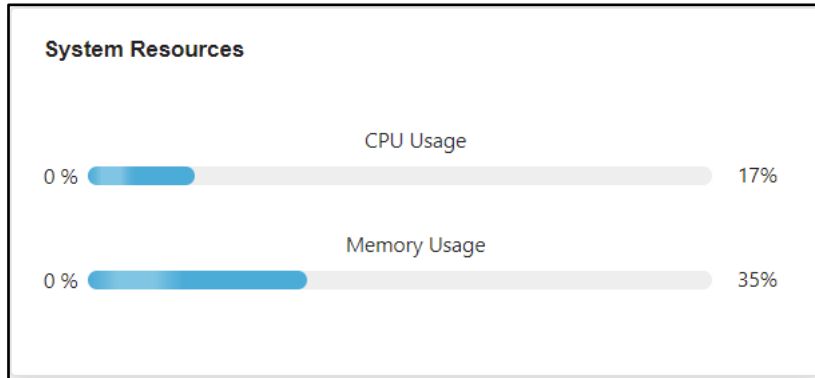 System Resources
CPU Usage
0 % 17%
Memory Usage
0 % 35%